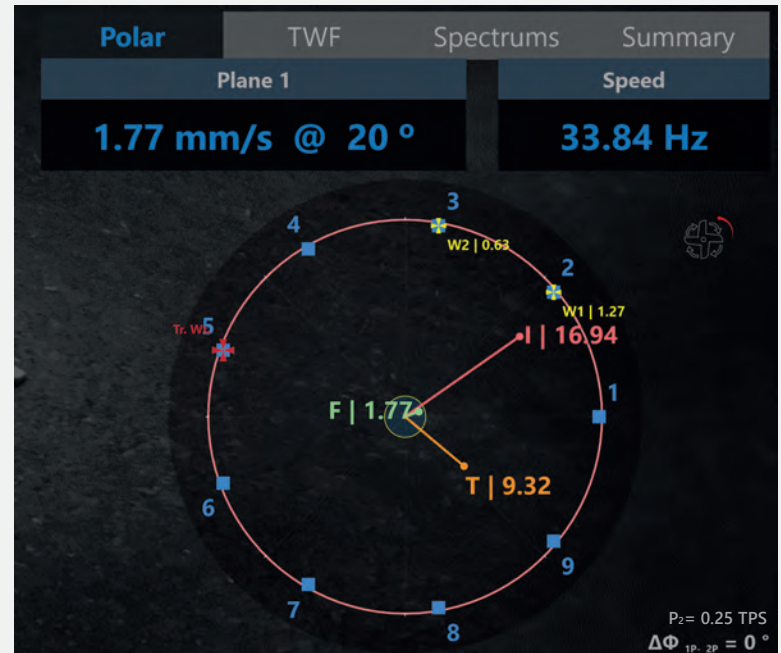 Polar TWF Spectrums Summary
Plane 1 Speed
1.77 mm/s @ 20 º 33.84 Hz
3
4
W2 | 0.63
2
W1 | 1.27
Tr. W 5
I | 16.94
F | 1.77
1
T | 9.32
6
9
7
8
P2= 0.25 TPS
ΔΦ 1P- 2P = 0 °